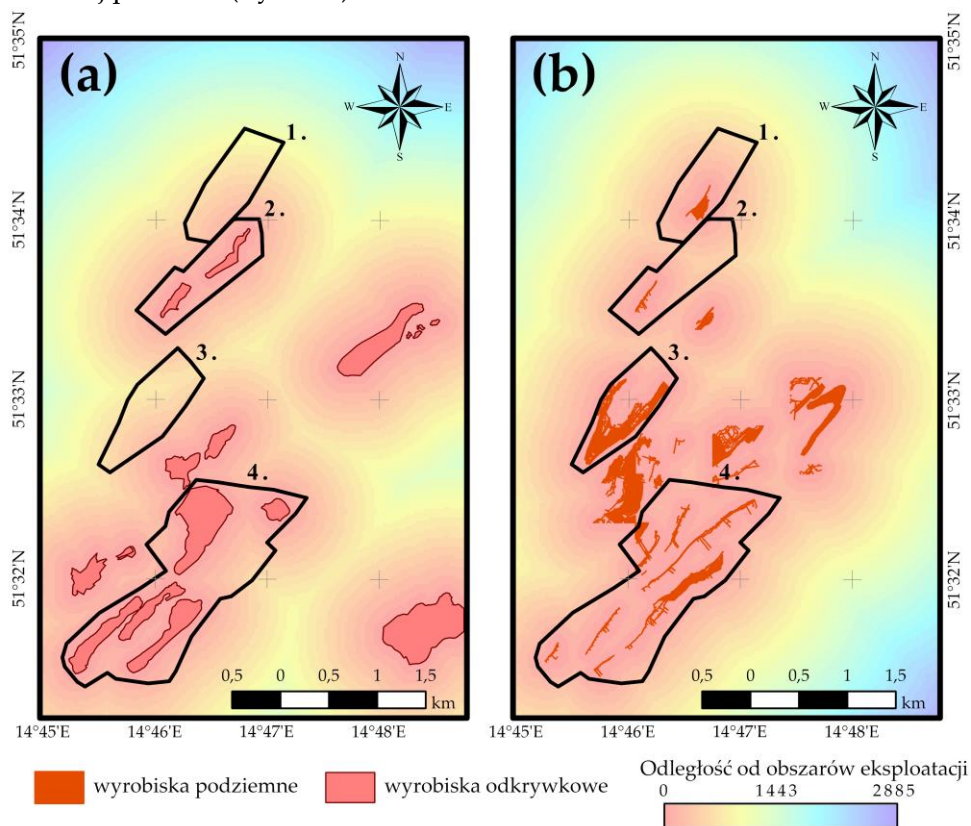 (a)
(b)
N
W E
S
N
W E
S
51°35'N
51°34'N
51°33'N
51°32'N
51°35'N
51°34'N
51°33'N
51°32'N
1.
2.
3.
4.
1.
2.
3.
4.
0,5 0 0,5 1 1,5
km
0,5 0 0,5 1 1,5
km
14°45'E 14°46'E 14°47'E 14°48'E
14°45'E 14°46'E 14°47'E 14°48'E
wyrobiska podziemne
wyrobiska odkrywkowe
Odległość od obszarów eksploatacji
0 1443 2885